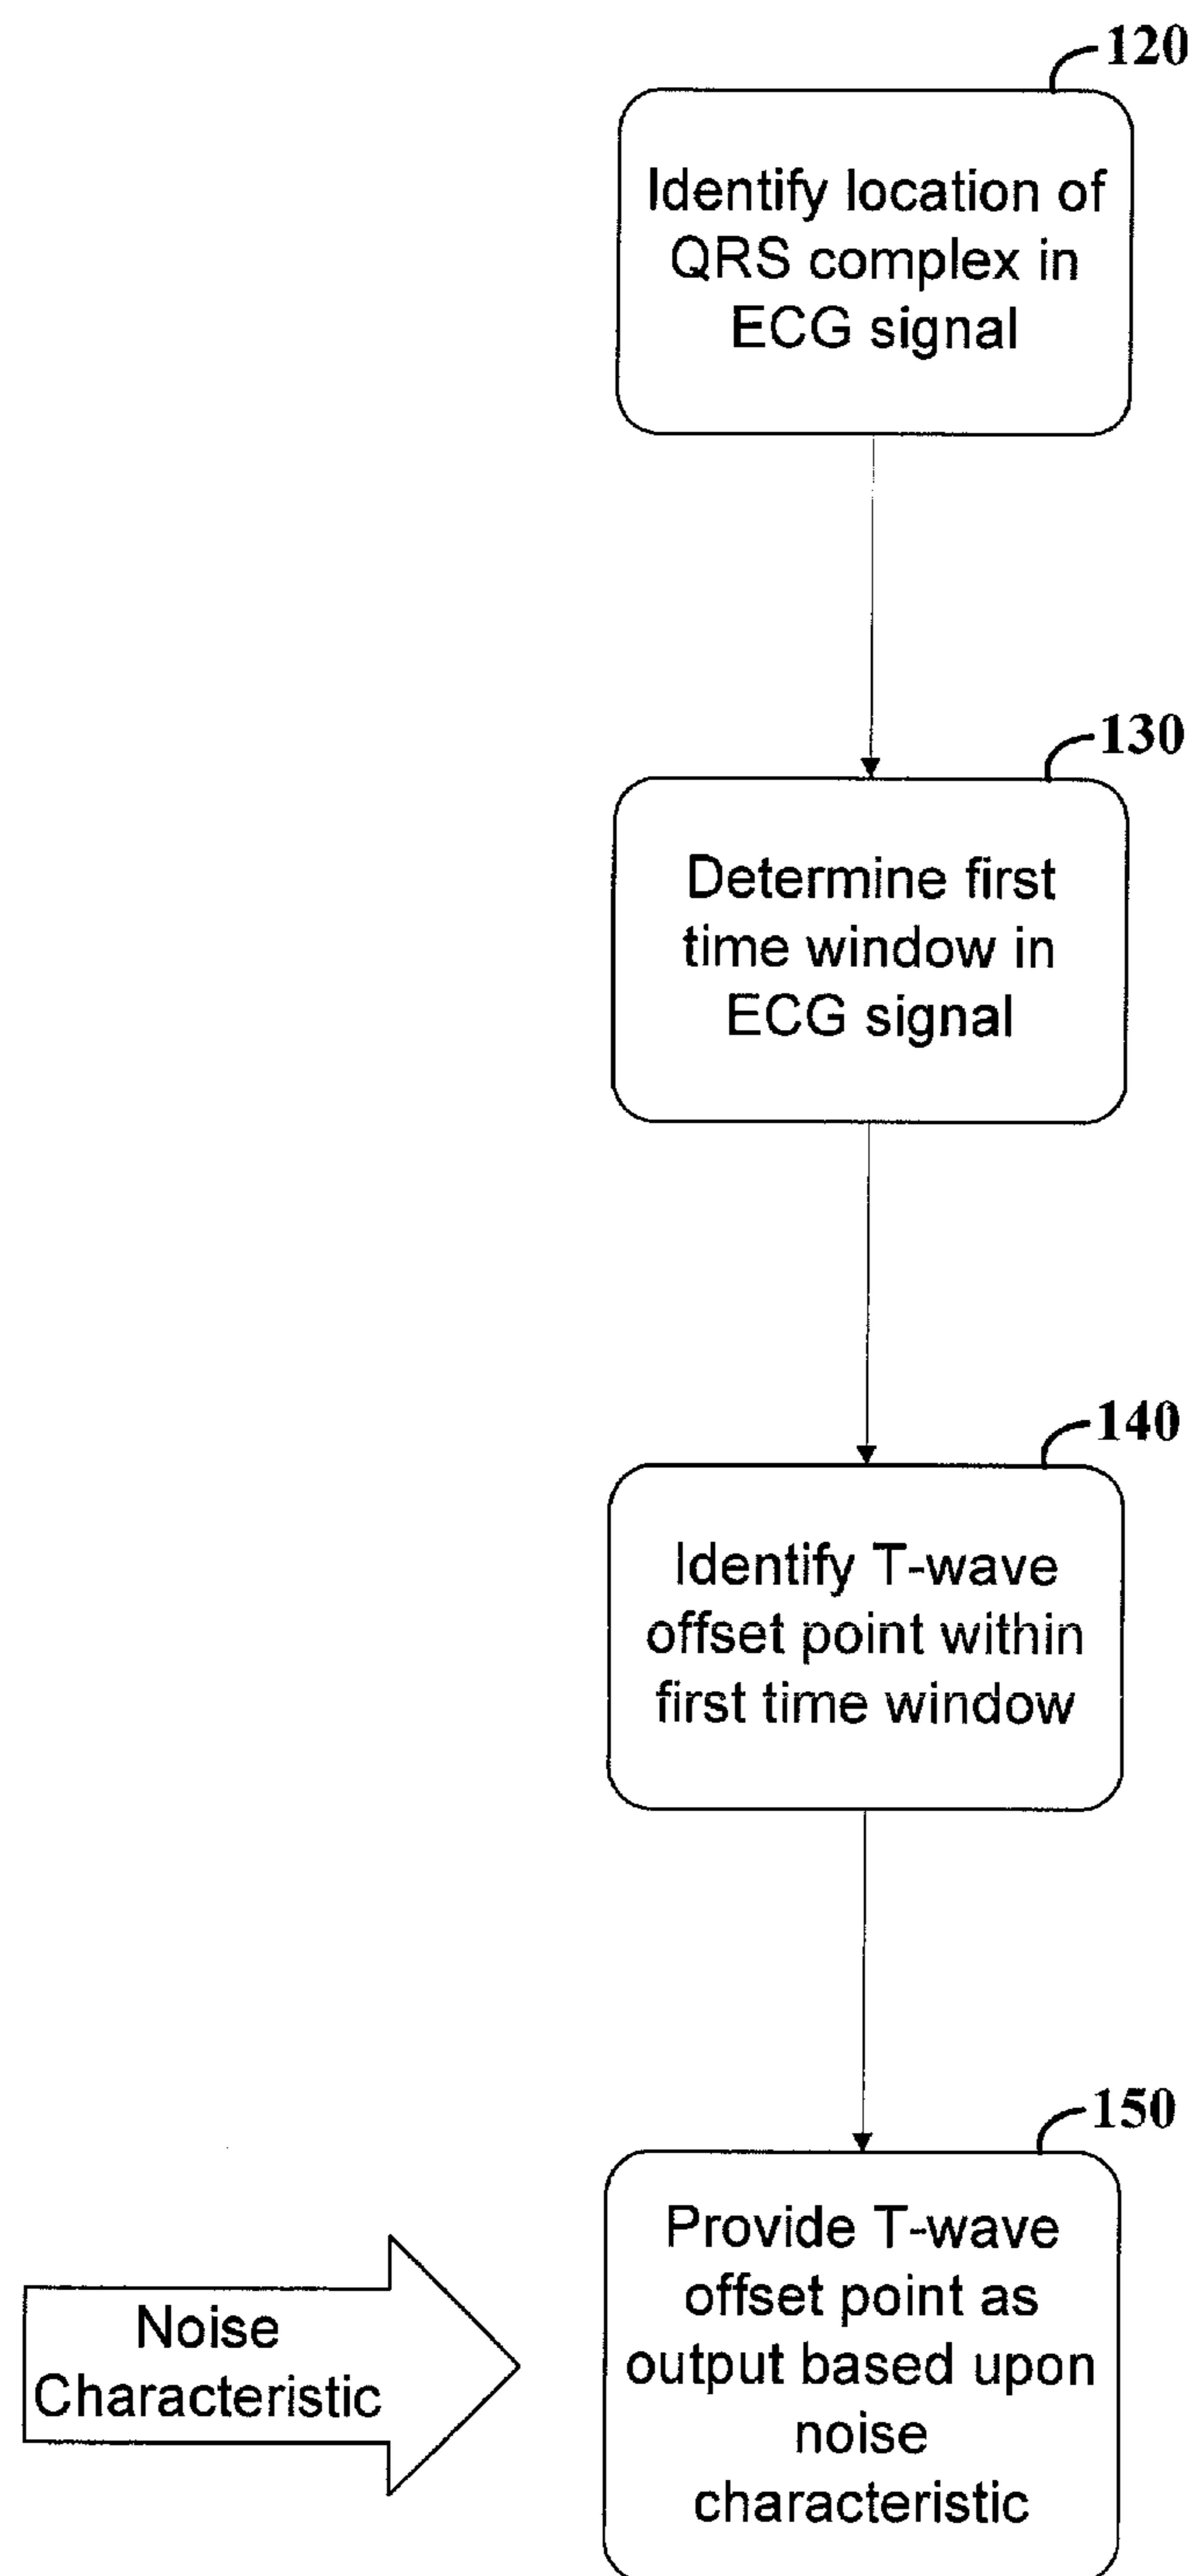 120
Identify location of
QRS complex in
ECG signal
130
Determine first
time window in
ECG signal
140
Identify T-wave
offset point within
first time window
150
Provide T-wave
offset point as
output based upon
noise
characteristic
Noise
Characteristic